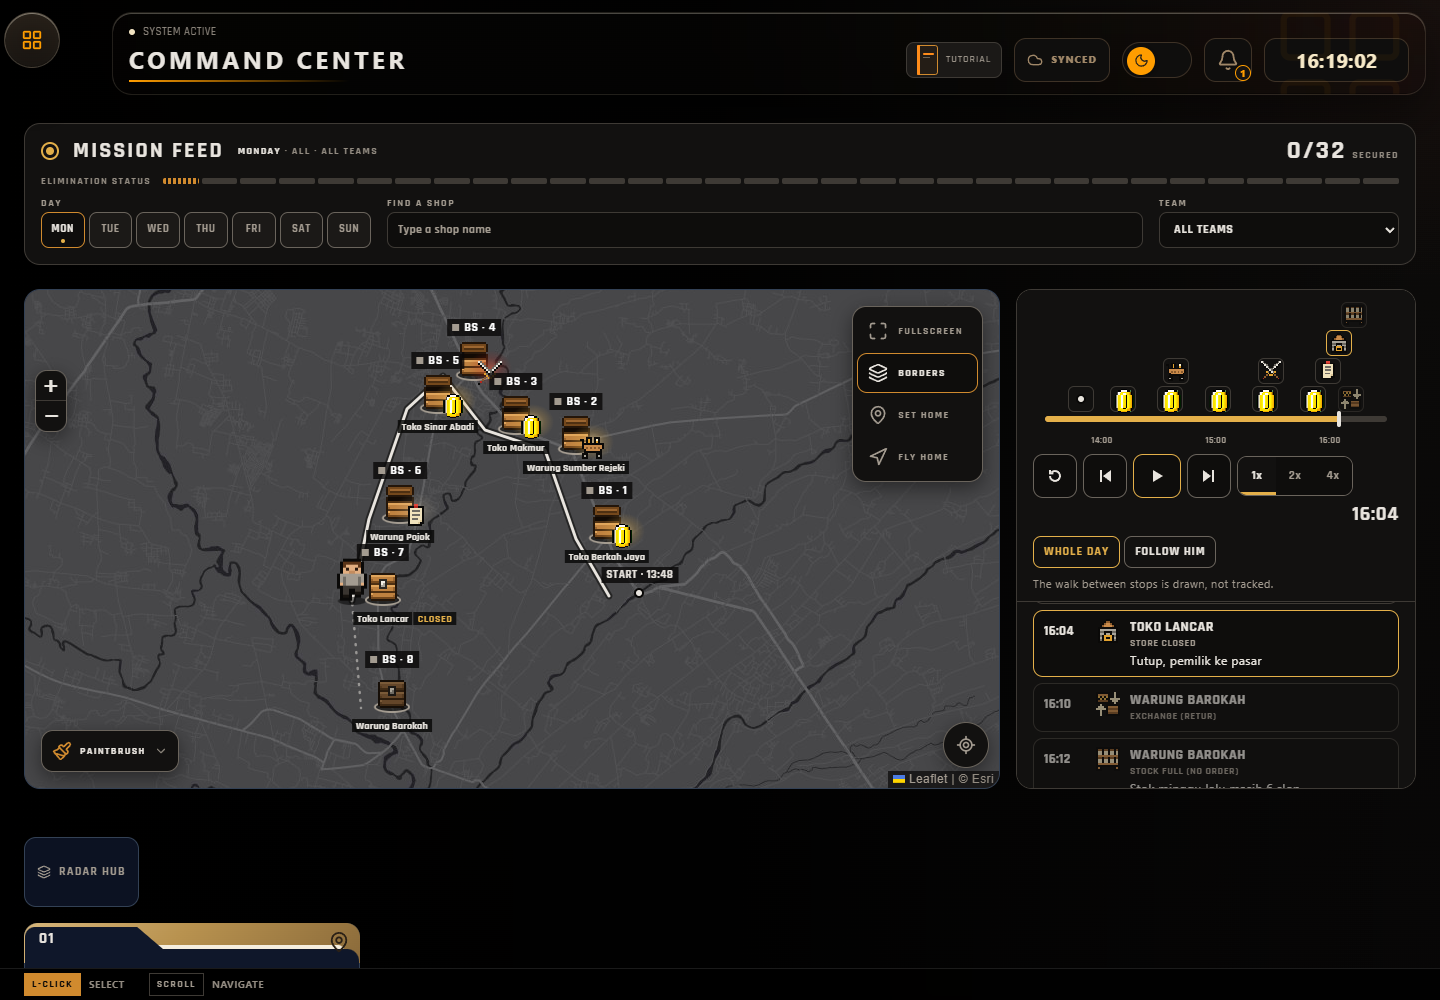 SYSTEM ACTIVE
COMMAND CENTER
TUTORIAL
SYNCED
1
16:19:02
MISSION FEED
MONDAY · ALL · ALL TEAMS
0/32 SECURED
ELIMINATION STATUS
DAY
FIND A SHOP
TEAM
MON
TUE
WED
THU
FRI
SAT
SUN
Type a shop name
ALL TEAMS
+
−
BS - 4
BS - 5
BS - 3
BS - 2
Toko Sinar Abadi
Toko Makmur
Warung Sumber Rejeki
BS - 6
BS - 1
Warung Pojok
Toko Berkah Jaya
BS - 7
START · 13:48
Toko Lancar
CLOSED
BS - 8
Warung Barokah
FULLSCREEN
BORDERS
SET HOME
FLY HOME
PAINTBRUSH
Leaflet | © Esri
14:00
15:00
16:00
1x
2x
4x
16:04
WHOLE DAY
FOLLOW HIM
The walk between stops is drawn, not tracked.
16:04
TOKO LANCAR
STORE CLOSED
Tutup, pemilik ke pasar
16:10
WARUNG BAROKAH
EXCHANGE (RETUR)
16:12
WARUNG BAROKAH
STOCK FULL (NO ORDER)
Stok minggu lalu masih 6 slop
RADAR HUB
01
L-CLICK
SELECT
SCROLL
NAVIGATE